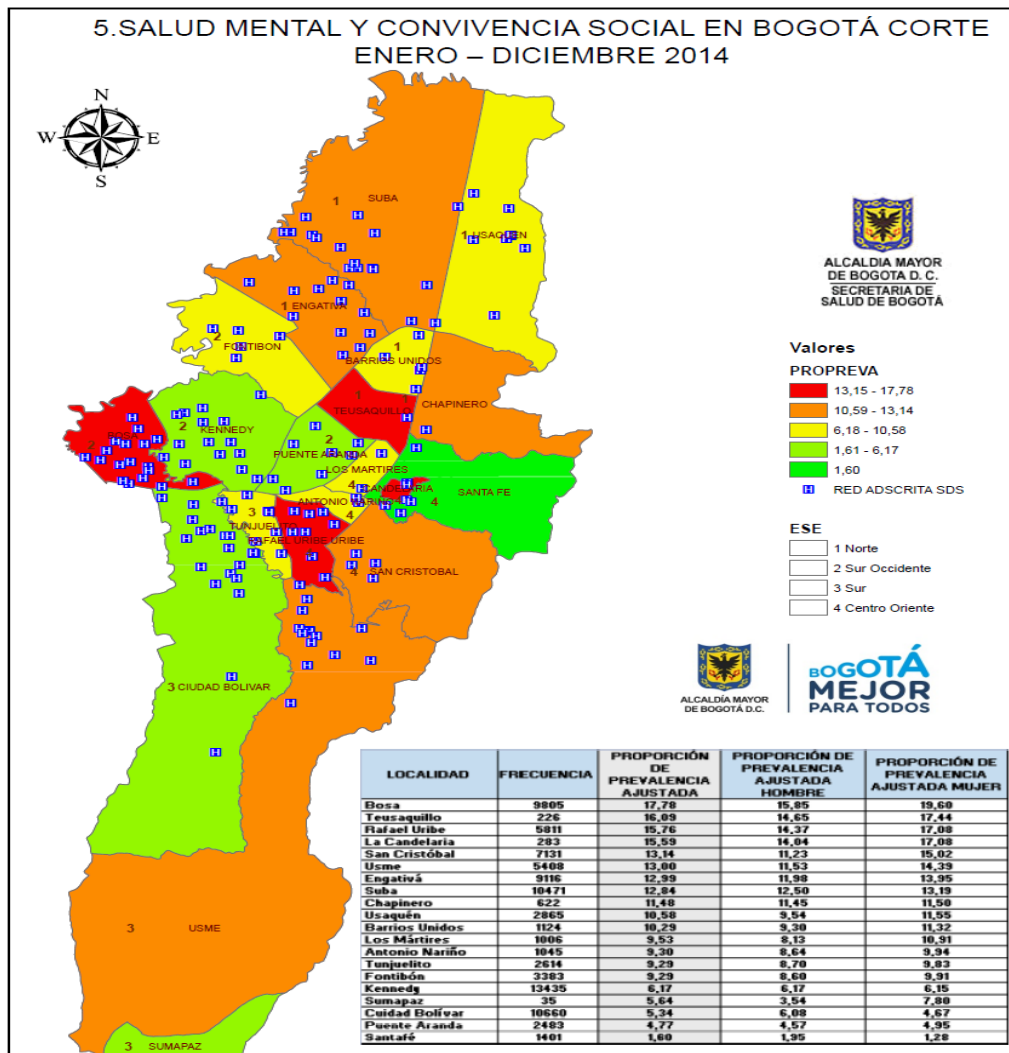 5.SALUD MENTAL Y CONVIVENCIA SOCIAL EN BOGOTÁ CORTE
ENERO – DICIEMBRE 2014
N
W E
S
1 SUBA
1 USAQUEN
1 ENGATIVA
2 FONTIBON
1
BARRIOS UNIDOS
1 1
TEUSAQUILLO
CHAPINERO
2 KENNEDY
BOSA
2
2
PUENTE ARANDA
LOS MARTIRES
4 CANDELARIA
SANTA FE
4
ANTONIO NARIÑO
4
3
TUNJUELITO
RAFAEL URIBE URIBE
4 SAN CRISTOBAL
3 CIUDAD BOLIVAR
3 USME
3 SUMAPAZ
ALCALDIA MAYOR
DE BOGOTA D. C.
SECRETARIA DE
SALUD DE BOGOTÁ
Valores
PROPREVA
13,15 - 17,78
10,59 - 13,14
6,18 - 10,58
1,61 - 6,17
1,60
H RED ADSCRITA SDS
ESE
1 Norte
2 Sur Occidente
3 Sur
4 Centro Oriente
ALCALDÍA MAYOR
DE BOGOTÁ D.C.
BOGOTÁ
MEJOR
PARA TODOS
LOCALIDAD FRECUENCIA PROPORCIÓN DE PREVALENCIA AJUSTADA PROPORCIÓN DE PREVALENCIA AJUSTADA HOMBRE PROPORCIÓN DE PREVALENCIA AJUSTADA MUJER
Bosa 9805 17,78 15,85 19,60
Teusaquillo 226 16,09 14,65 17,44
Rafael Uribe 5811 15,76 14,37 17,08
La Candelaria 283 15,59 14,04 17,08
San Cristóbal 7131 13,14 11,23 15,02
Usme 5408 13,00 11,53 14,39
Engativá 9116 12,99 11,98 13,95
Suba 10471 12,84 12,50 13,19
Chapinero 622 11,48 11,45 11,50
Usaquén 2865 10,58 9,54 11,55
Barrios Unidos 1124 10,29 9,30 11,32
Los Mártires 1006 9,53 8,13 10,91
Antonio Nariño 1045 9,30 8,64 9,94
Tunjuelito 2614 9,29 8,70 9,83
Fontibón 3383 9,29 8,60 9,91
Kennedy 13435 6,17 6,17 6,15
Sumapaz 35 5,64 3,54 7,80
Cuidad Bolívar 10660 5,34 6,08 4,67
Puente Aranda 2483 4,77 4,57 4,95
Santafé 1401 1,60 1,95 1,28